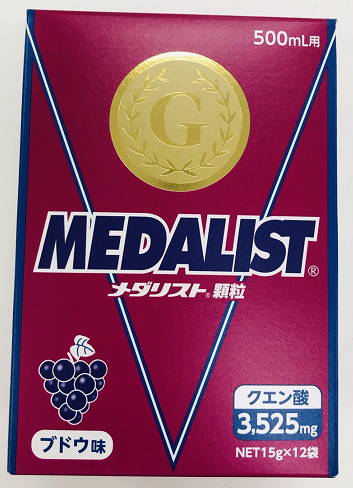 500mL用
G
MEDALIST®
メダリスト®顆粒
クエン酸
3,525mg
ブドウ味
NET15g×12袋